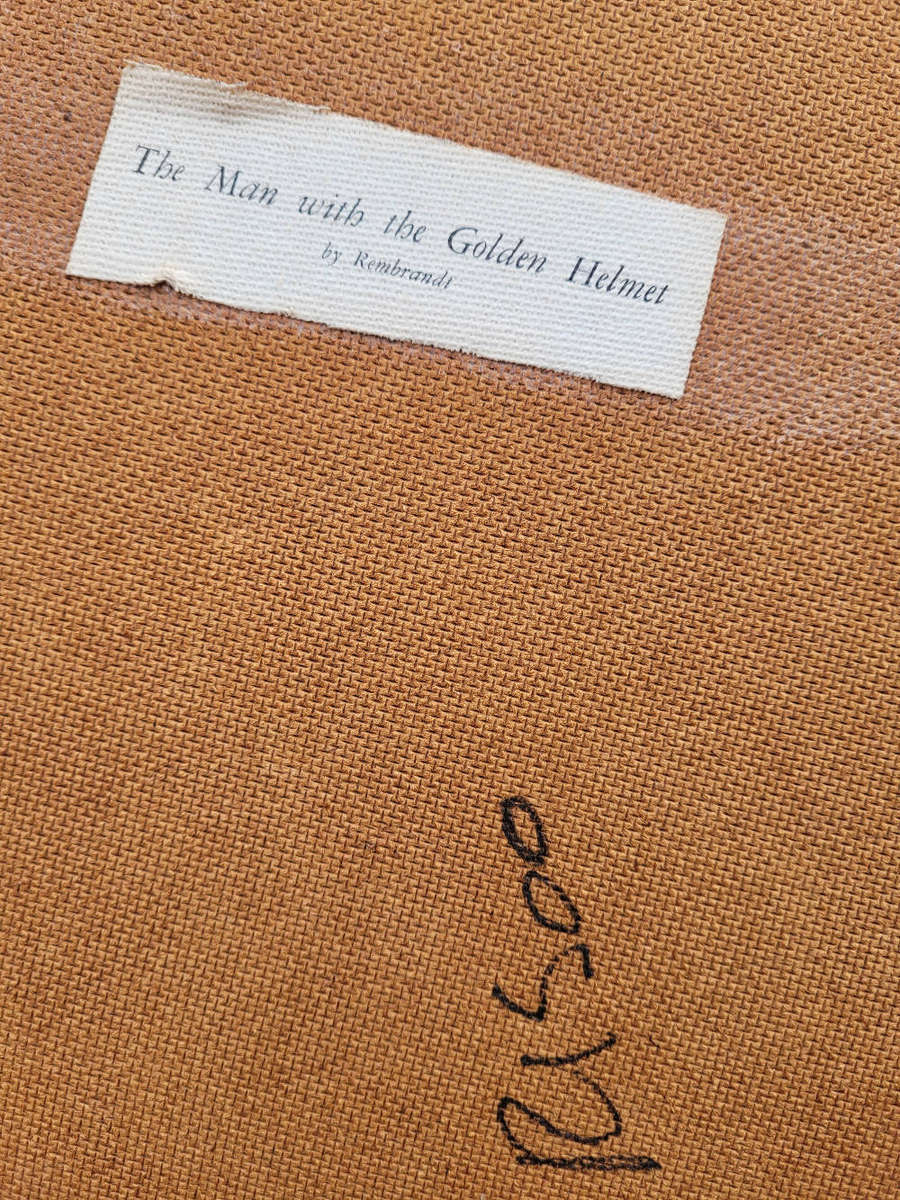 The Man with the Golden Helmet
by Rembrandt
R1500